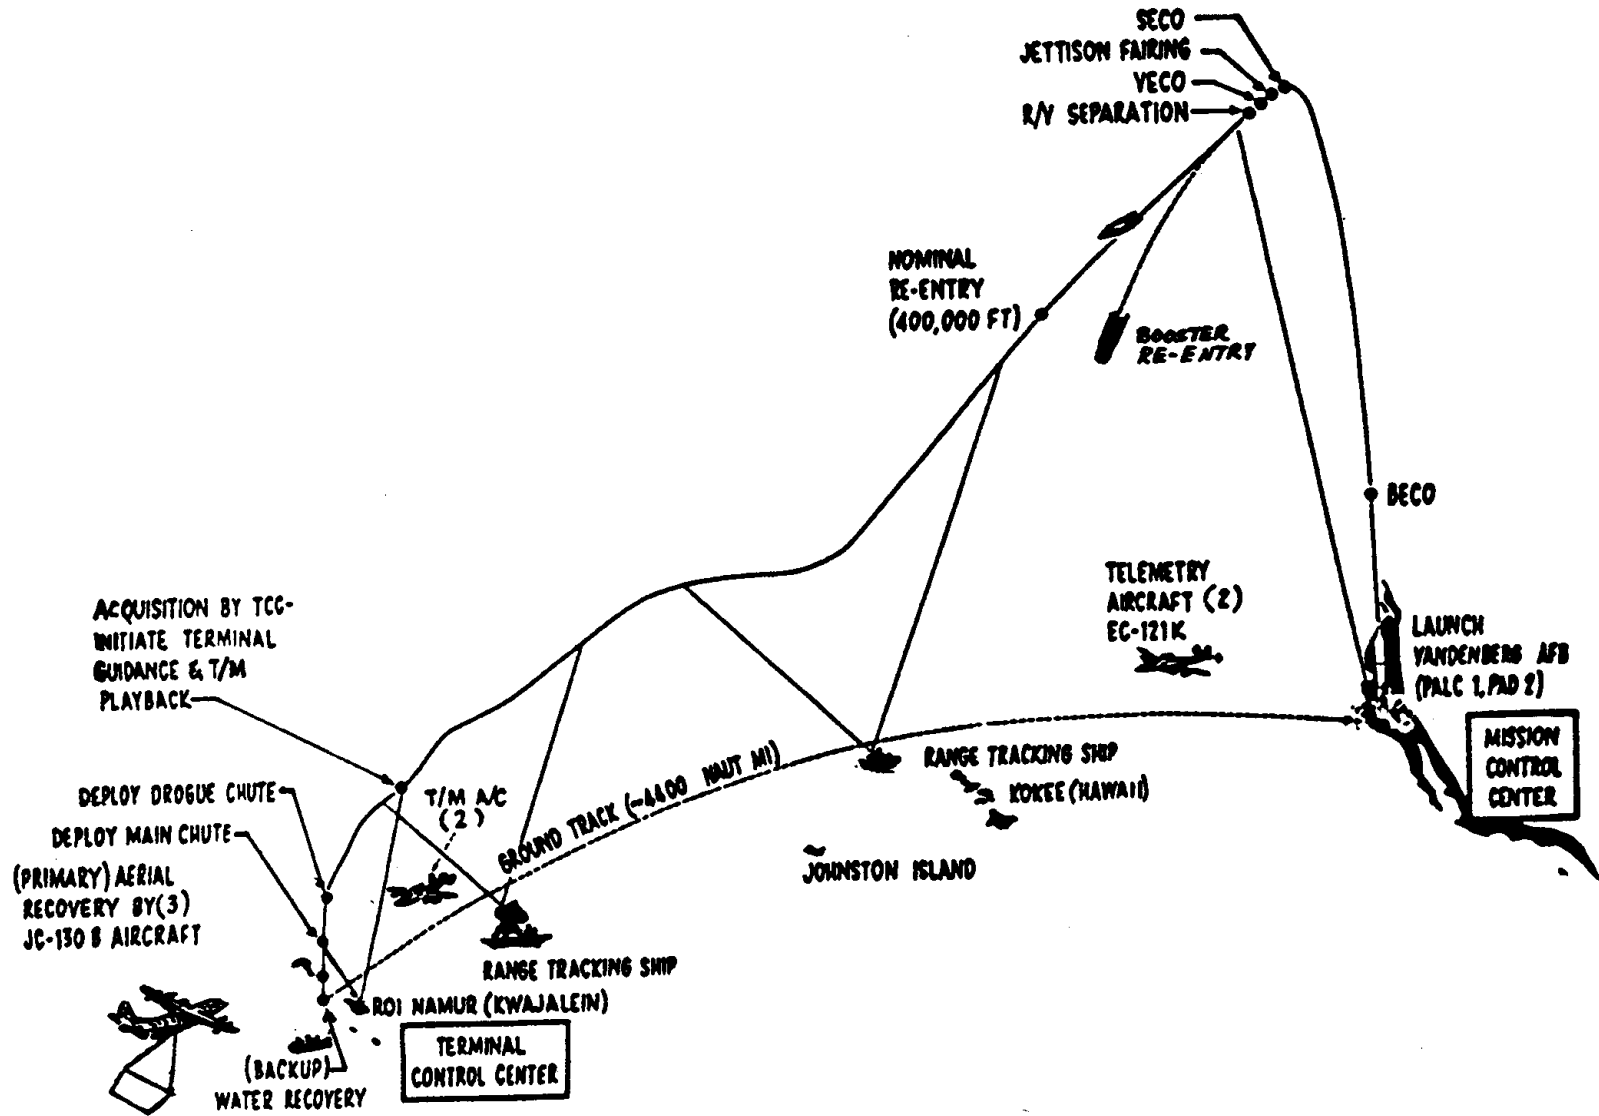 SECO
JETTISON FAIRING
VECO
R/V SEPARATION
NOMINAL
RE-ENTRY
(400,000 FT)
BOOSTER
RE-ENTRY
BECO
TELEMETRY
AIRCRAFT (2)
EC-121K
LAUNCH
VANDENBERG AFB
(PALC 1, PAD 2)
MISSION
CONTROL
CENTER
ACQUISITION BY TCC-
INITIATE TERMINAL
GUIDANCE & T/M
PLAYBACK
DEPLOY DROGUE CHUTE
DEPLOY MAIN CHUTE
(PRIMARY) AERIAL
RECOVERY BY (3)
JC-130 B AIRCRAFT
T/M A/C
(2)
GROUND TRACK (~4400 NAUT MI)
RANGE TRACKING SHIP
KOKEE (HAWAII)
JOHNSTON ISLAND
RANGE TRACKING SHIP
ROI NAMUR (KWAJALEIN)
TERMINAL
CONTROL CENTER
(BACKUP)
WATER RECOVERY